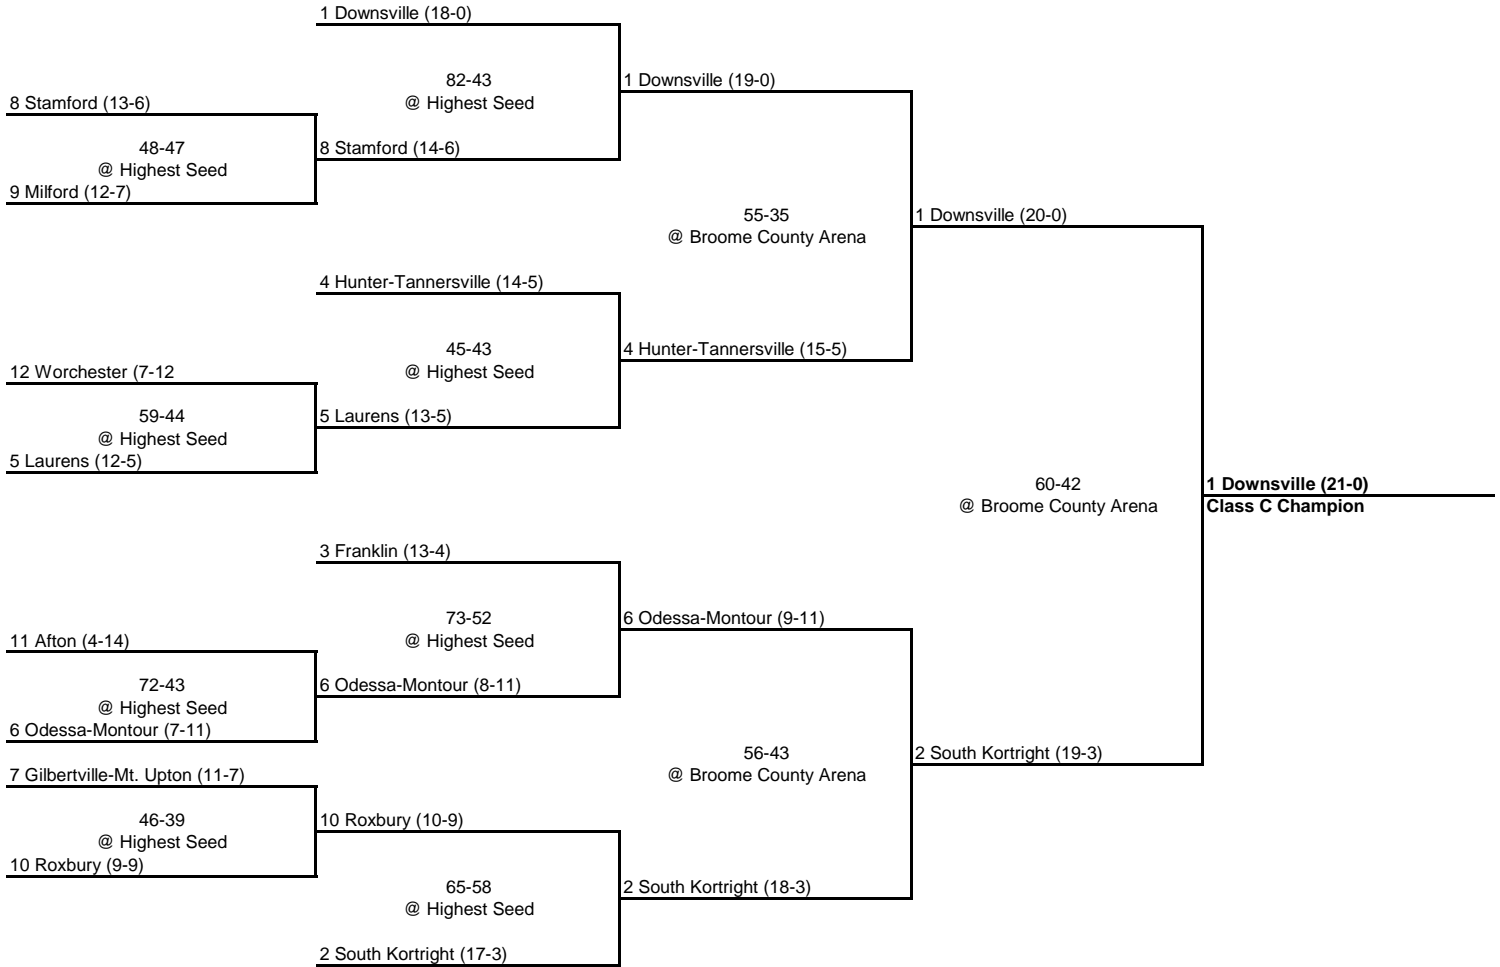 1 Downsville (18-0)
82-43
@ Highest Seed
1 Downsville (19-0)
8 Stamford (13-6)
48-47
@ Highest Seed
8 Stamford (14-6)
9 Milford (12-7)
55-35
@ Broome County Arena
1 Downsville (20-0)
4 Hunter-Tannersville (14-5)
45-43
@ Highest Seed
4 Hunter-Tannersville (15-5)
12 Worchester (7-12
59-44
@ Highest Seed
5 Laurens (13-5)
5 Laurens (12-5)
60-42
@ Broome County Arena
1 Downsville (21-0)
Class C Champion
3 Franklin (13-4)
73-52
@ Highest Seed
6 Odessa-Montour (9-11)
11 Afton (4-14)
72-43
@ Highest Seed
6 Odessa-Montour (8-11)
6 Odessa-Montour (7-11)
56-43
@ Broome County Arena
2 South Kortright (19-3)
7 Gilbertville-Mt. Upton (11-7)
46-39
@ Highest Seed
10 Roxbury (10-9)
10 Roxbury (9-9)
65-58
@ Highest Seed
2 South Kortright (18-3)
2 South Kortright (17-3)